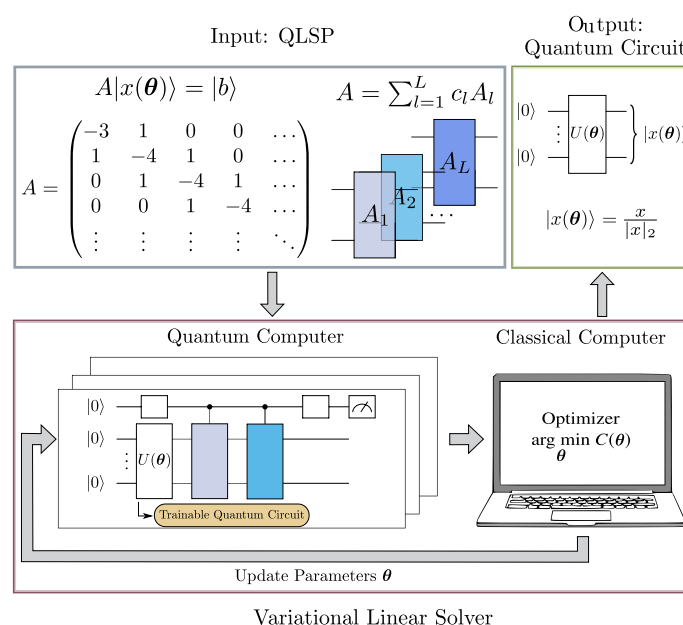 Input: QLSP
Output:
Quantum Circuit
A|x(𝜽)⟩ = |b⟩
A = ∑_{l=1}^{L} c_l A_l
A =
−3 1 0 0 …
1 −4 1 0 …
0 1 −4 1 …
0 0 1 −4 …
⋮ ⋮ ⋮ ⋮ ⋱
A_L
A_2
A_1
…
|0⟩
⋮ U(𝜽) |x(𝜽)⟩
|0⟩
|x(𝜽)⟩ = x/|x|_2
Quantum Computer
Classical Computer
|0⟩
|0⟩
⋮ U(𝜽)
|0⟩
Trainable Quantum Circuit
Optimizer
arg min C(𝜽)
𝜽
Update Parameters 𝜽
Variational Linear Solver